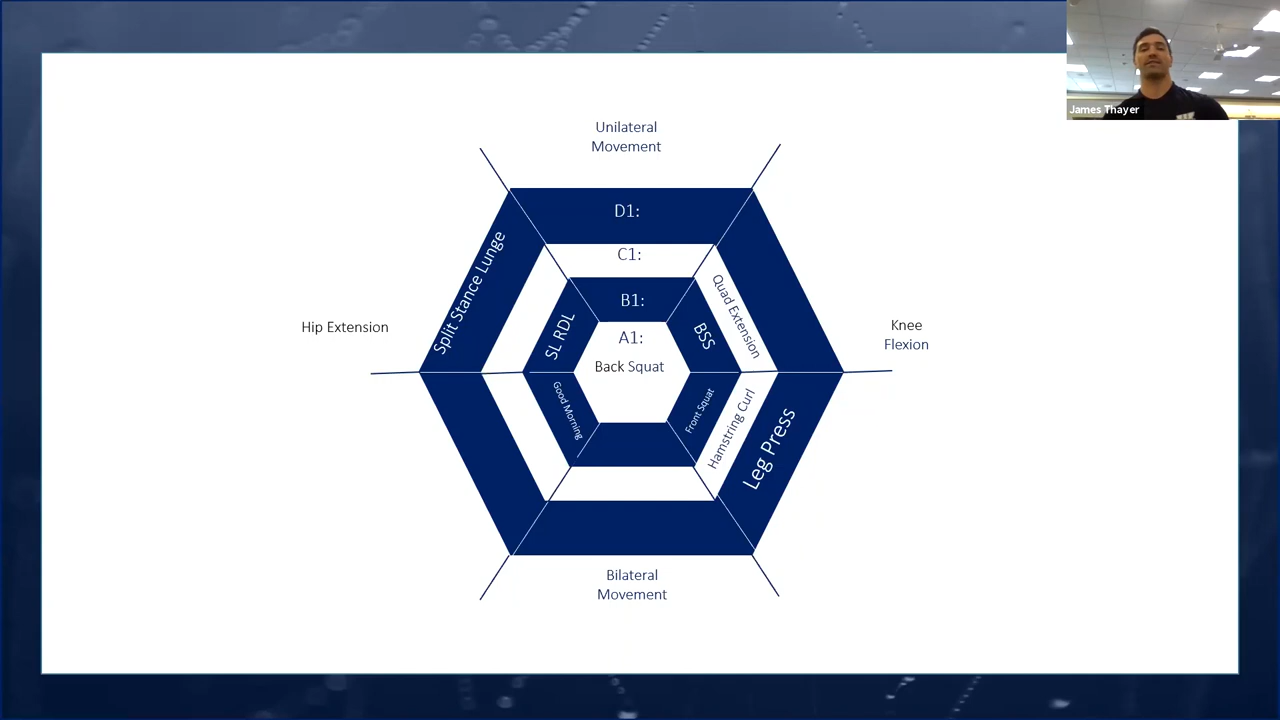 James Thayer
Unilateral
Movement
D1:
C1:
B1:
A1:
Back Squat
Split Stance Lunge
SL RDL
BSS
Quad Extension
Hip Extension
Knee
Flexion
Good Morning
Front Squat
Hamstring Curl
Leg Press
Bilateral
Movement